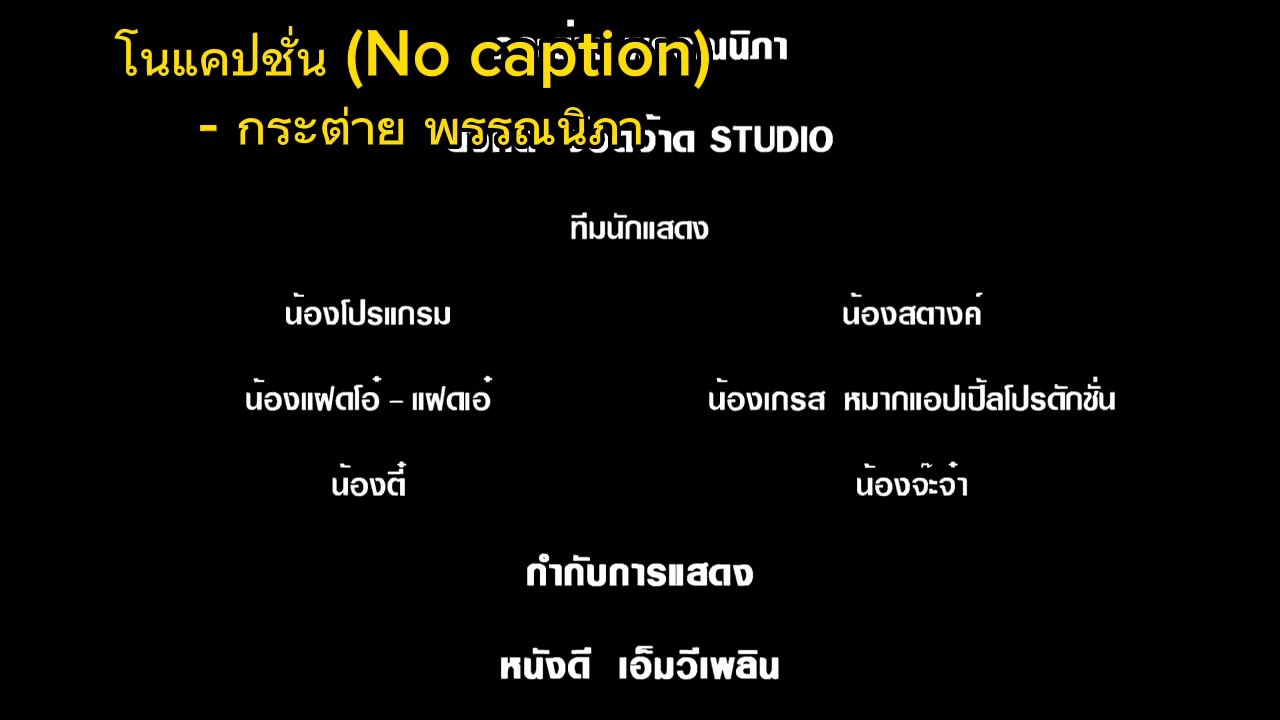 โนแคปชั่น (No caption)
- กระต่าย พรรณนิภา
STUDIO
ทีมนักแสดง
น้องโปรแกรม น้องสตางค์
น้องแฝดโอ๋ – แฝดเอ๋ น้องเกรส หมากแอปเปิ้ลโปรดักชั่น
น้องตี๋ น้องจ๊ะจ๋า
กำกับการแสดง
หนังดี เอ็มวีเพลิน